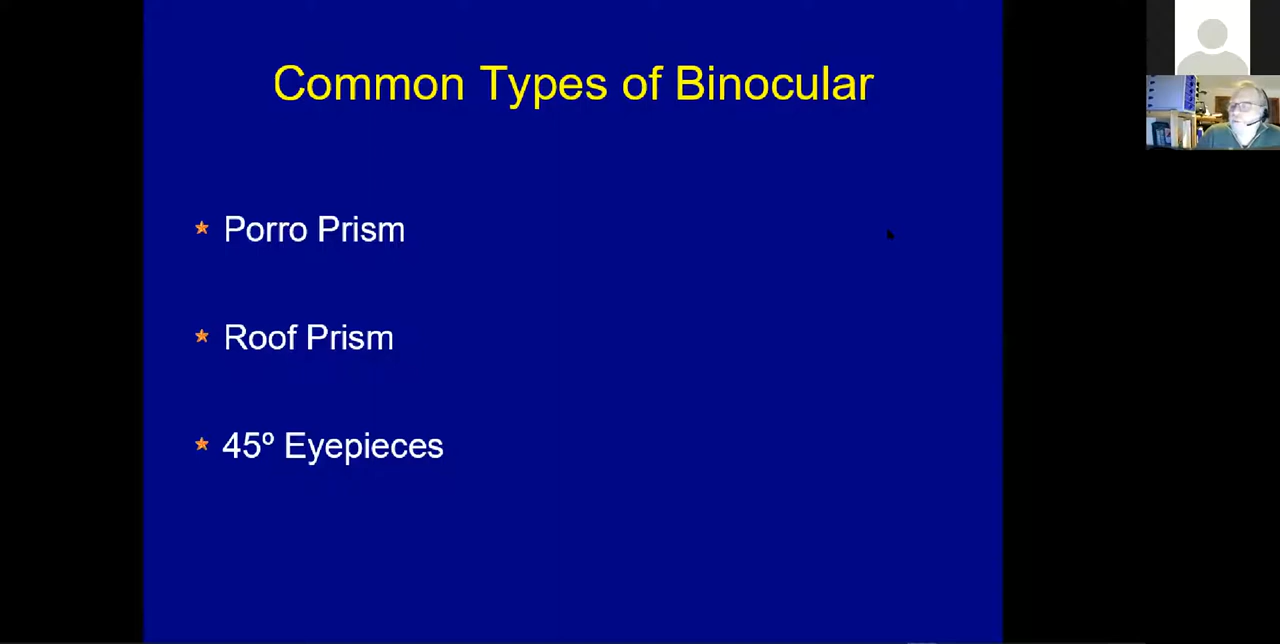 Common Types of Binocular
Porro Prism
Roof Prism
45º Eyepieces